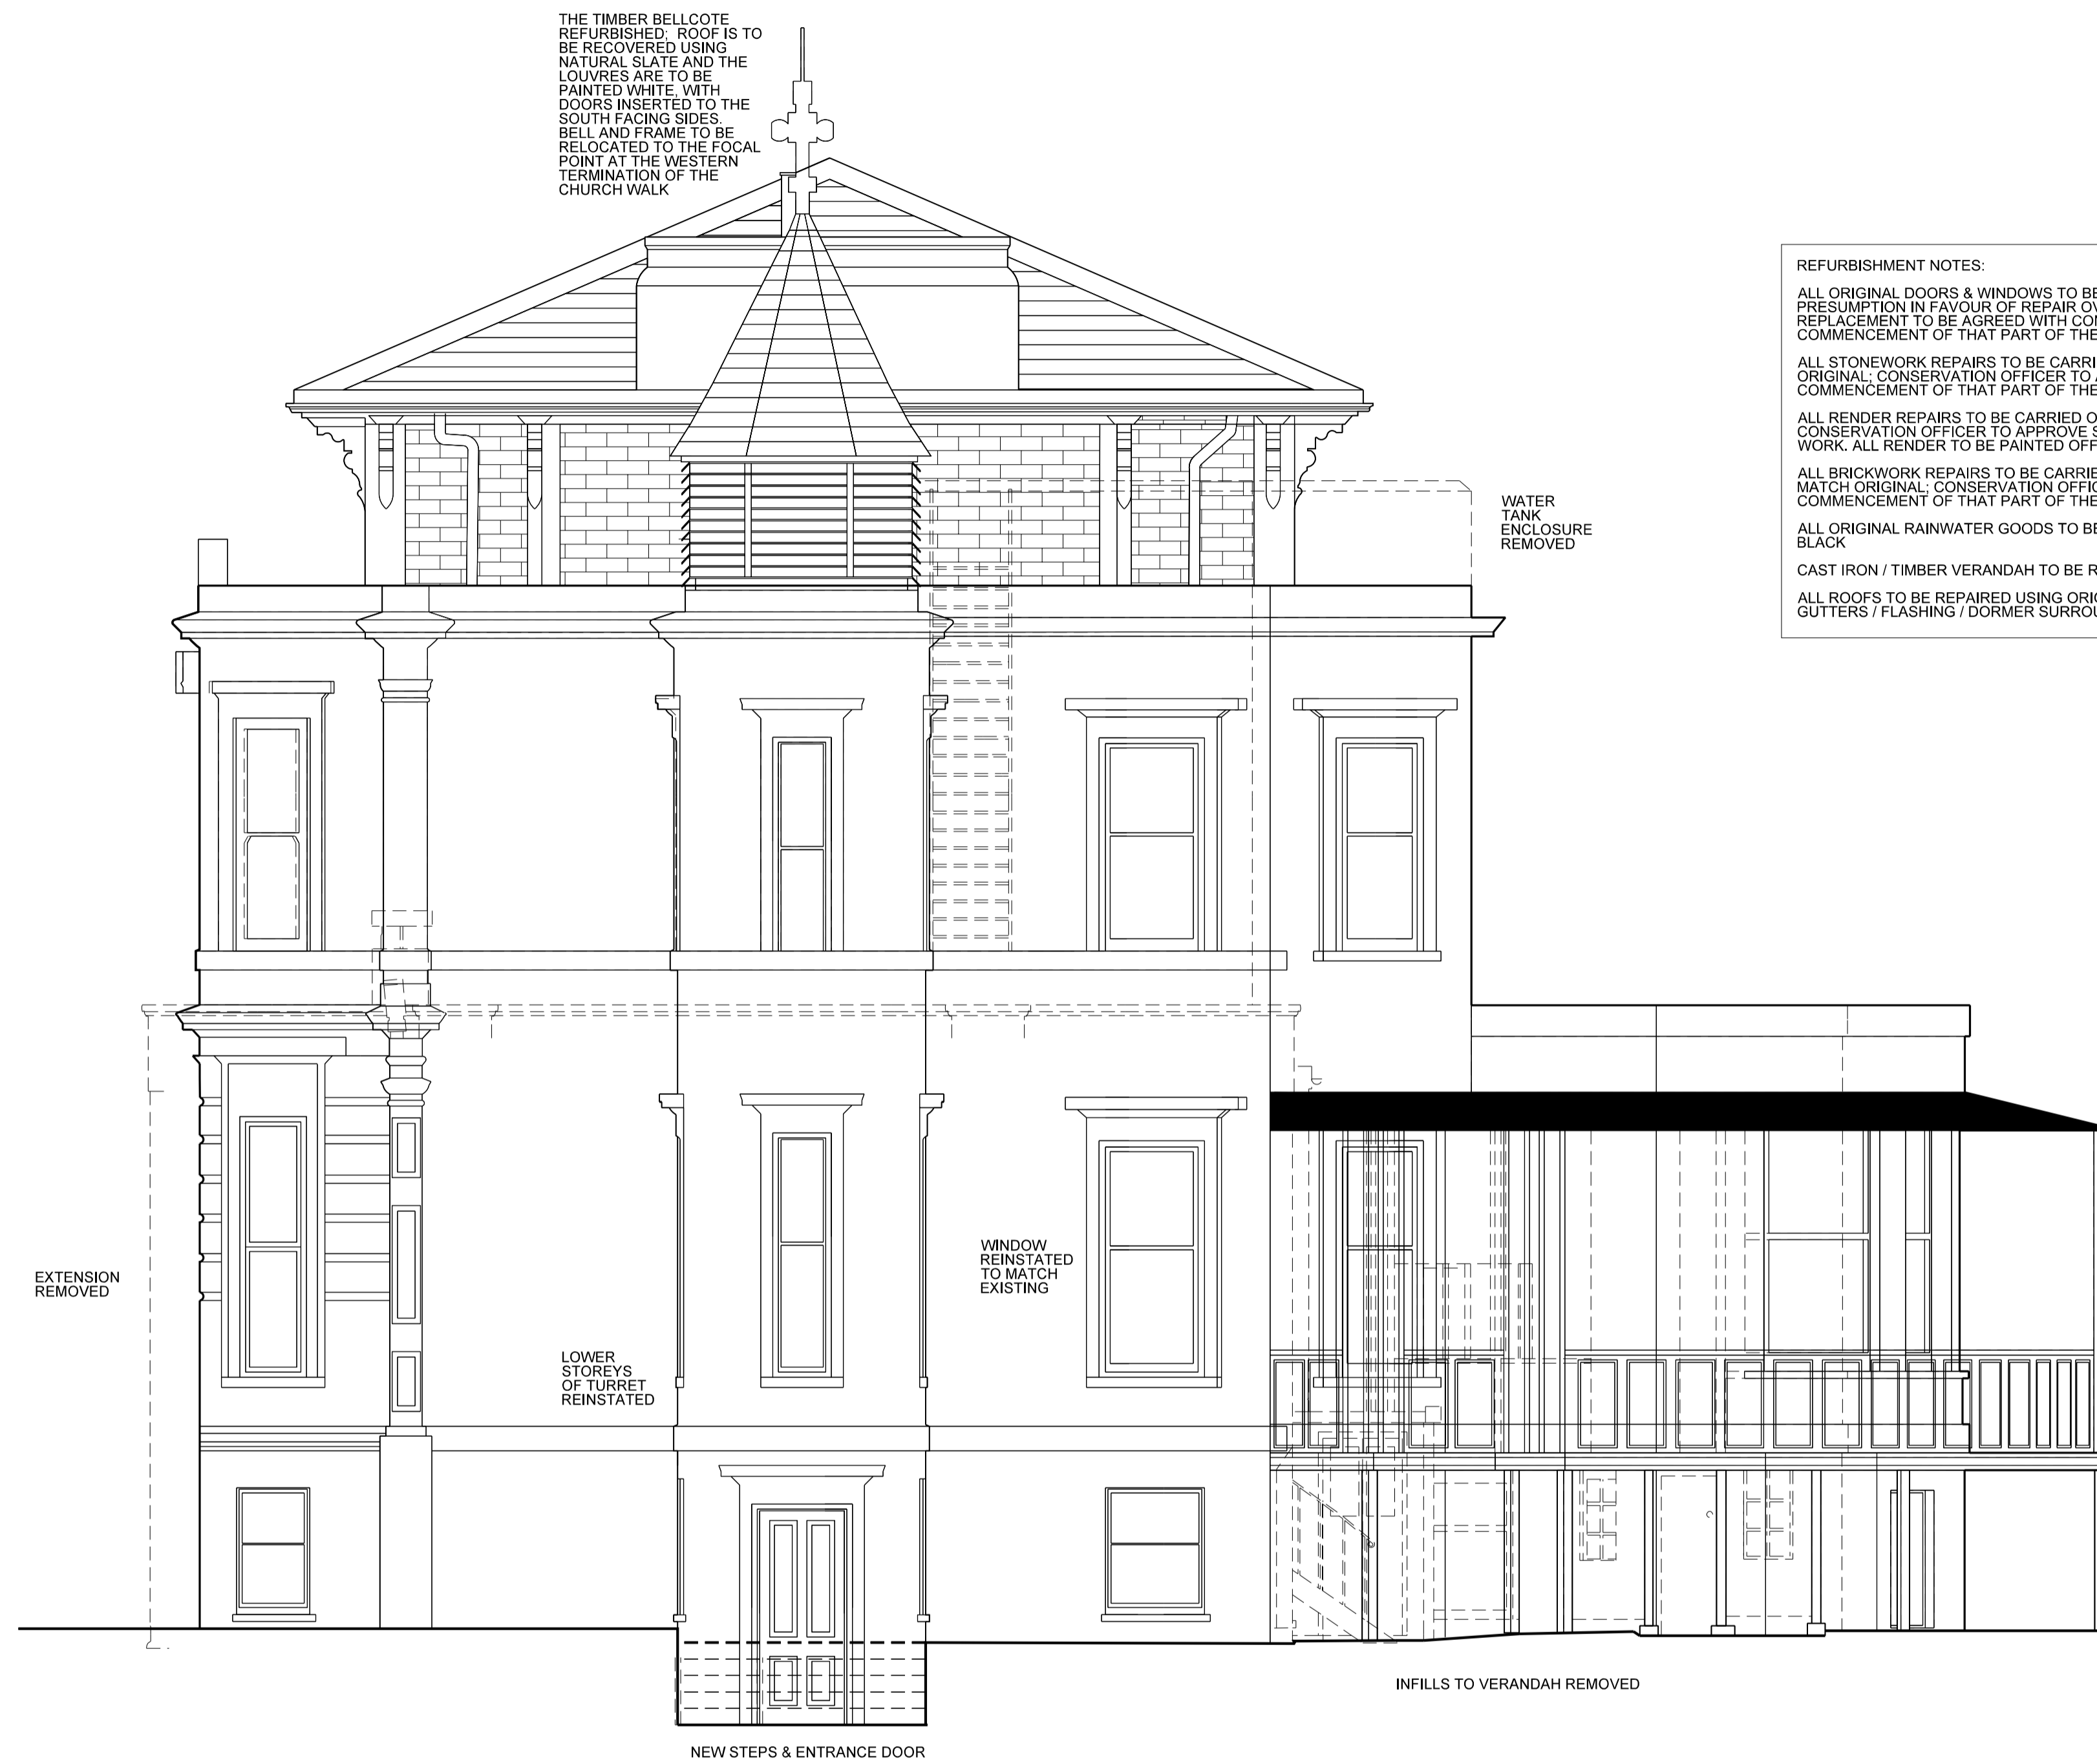 THE TIMBER BELLCOTE
REFURBISHED; ROOF IS TO
BE RECOVERED USING
NATURAL SLATE AND THE
LOUVRES ARE TO BE
PAINTED WHITE, WITH
DOORS INSERTED TO THE
SOUTH FACING SIDES.
BELL AND FRAME TO BE
RELOCATED TO THE FOCAL
POINT AT THE WESTERN
TERMINATION OF THE
CHURCH WALK
REFURBISHMENT NOTES:
ALL ORIGINAL DOORS & WINDOWS TO BE
PRESUMPTION IN FAVOUR OF REPAIR
REPLACEMENT TO BE AGREED WITH
COMMENCEMENT OF THAT PART OF THE
ALL STONEWORK REPAIRS TO BE
ORIGINAL; CONSERVATION OFFICER TO
COMMENCEMENT OF THAT PART OF THE
ALL RENDER REPAIRS TO BE CARRIED
CONSERVATION OFFICER TO APPROVE
WORK. ALL RENDER TO BE PAINTED
ALL BRICKWORK REPAIRS TO BE
MATCH ORIGINAL; CONSERVATION
COMMENCEMENT OF THAT PART OF THE
ALL ORIGINAL RAINWATER GOODS TO BE
BLACK
CAST IRON / TIMBER VERANDAH TO BE
ALL ROOFS TO BE REPAIRED USING
GUTTERS / FLASHING / DORMER
WATER
TANK
ENCLOSURE
REMOVED
EXTENSION
REMOVED
WINDOW
REINSTATED
TO MATCH
EXISTING
LOWER
STOREYS
OF TURRET
REINSTATED
INFILLS TO VERANDAH REMOVED
NEW STEPS & ENTRANCE DOOR